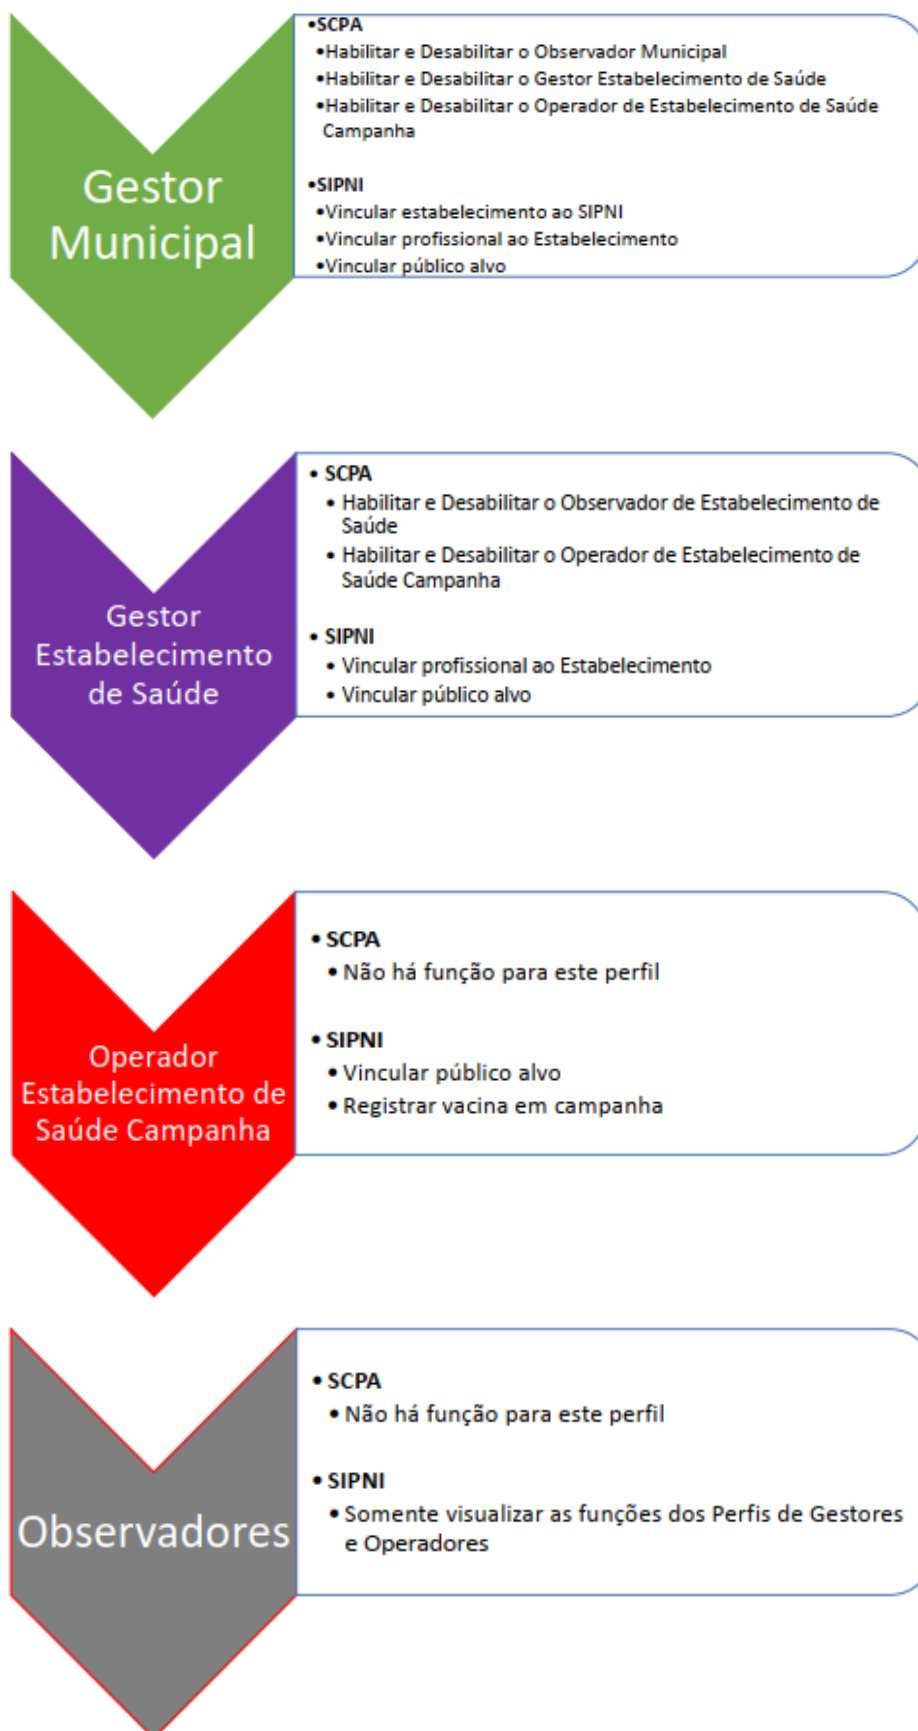 Gestor
Municipal
•SCPA
•Habilitar e Desabilitar o Observador Municipal
•Habilitar e Desabilitar o Gestor Estabelecimento de Saúde
•Habilitar e Desabilitar o Operador de Estabelecimento de Saúde
Campanha
•SIPNI
•Vincular estabelecimento ao SIPNI
•Vincular profissional ao Estabelecimento
•Vincular público alvo
Gestor
Estabelecimento
de Saúde
• SCPA
• Habilitar e Desabilitar o Observador de Estabelecimento de
Saúde
• Habilitar e Desabilitar o Operador de Estabelecimento de
Saúde Campanha
• SIPNI
• Vincular profissional ao Estabelecimento
• Vincular público alvo
Operador
Estabelecimento de
Saúde Campanha
• SCPA
• Não há função para este perfil
• SIPNI
• Vincular público alvo
• Registrar vacina em campanha
Observadores
• SCPA
• Não há função para este perfil
• SIPNI
• Somente visualizar as funções dos Perfis de Gestores
e Operadores